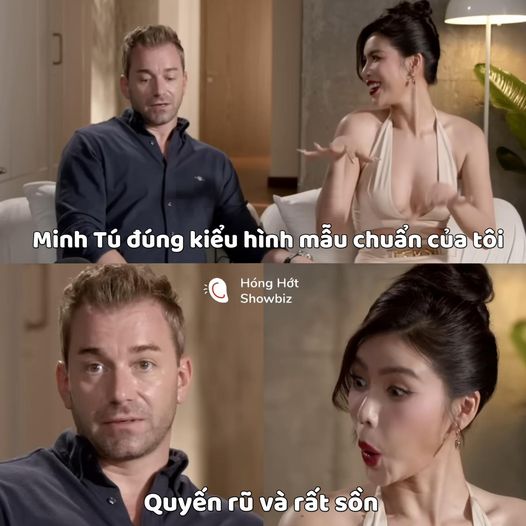 Minh Tú đúng kiểu hình mẫu chuẩn của tôi
Hóng Hớt
Showbiz
Quyến rũ và rất sồn